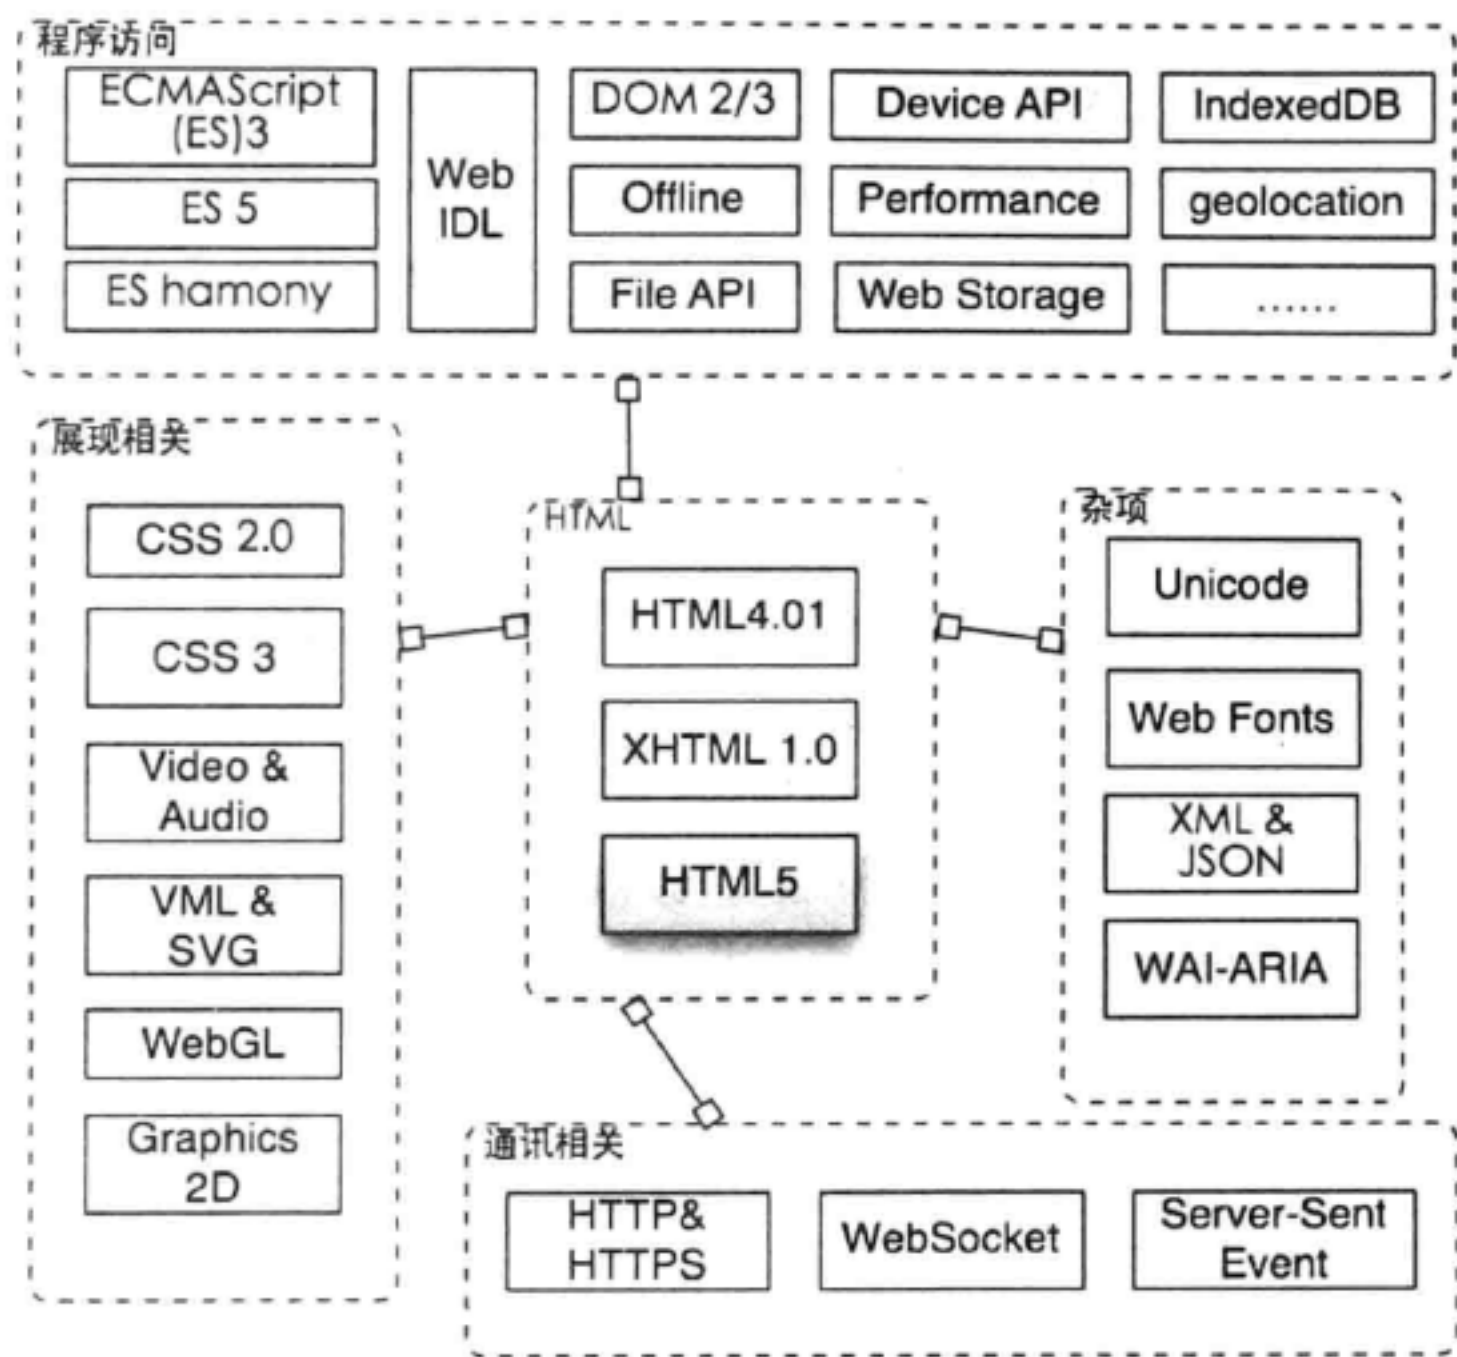 程序访问
ECMAScript
(ES)3
ES 5
ES hamony
Web
IDL
DOM 2/3
Offline
File API
Device API
Performance
Web Storage
IndexedDB
geolocation
......
展现相关
CSS 2.0
CSS 3
Video &
Audio
VML &
SVG
WebGL
Graphics
2D
HTML
HTML4.01
XHTML 1.0
HTML5
杂项
Unicode
Web Fonts
XML &
JSON
WAI-ARIA
通讯相关
HTTP&
HTTPS
WebSocket
Server-Sent
Event